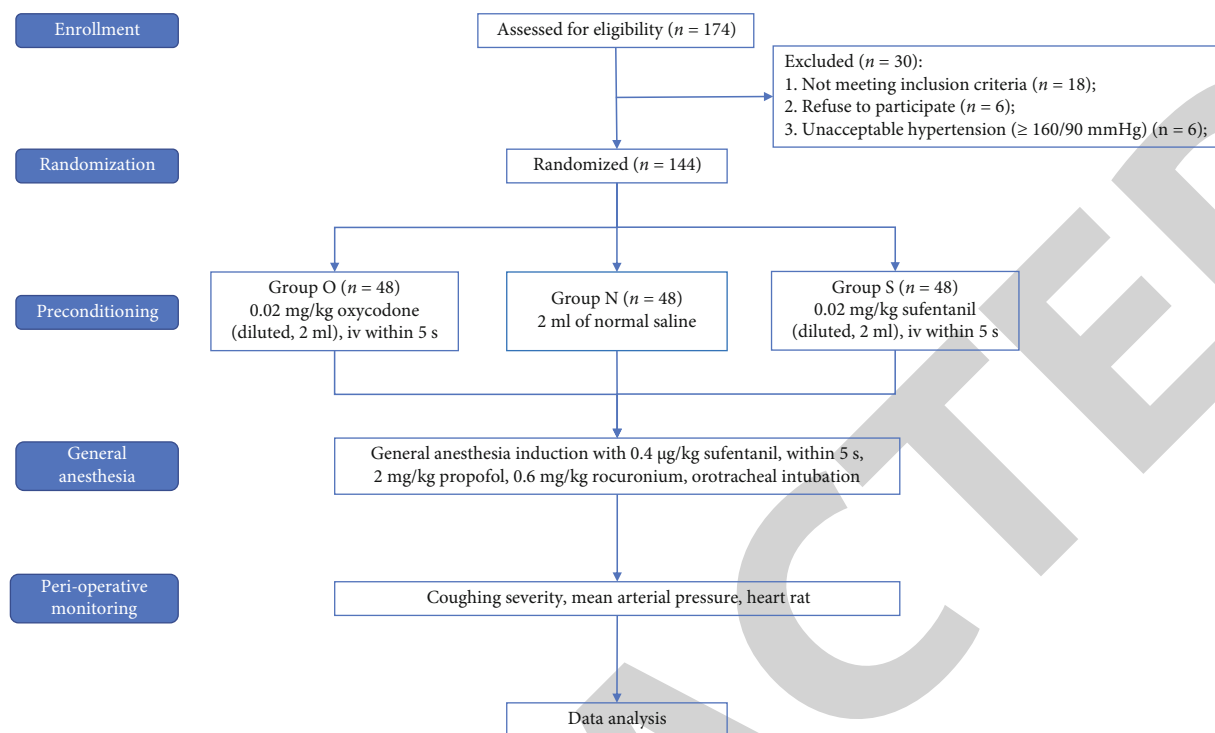 Enrollment
Assessed for eligibility (n = 174)
Excluded (n = 30):
1. Not meeting inclusion criteria (n = 18);
2. Refuse to participate (n = 6);
3. Unacceptable hypertension (≥ 160/90 mmHg) (n = 6);
Randomization
Randomized (n = 144)
Preconditioning
Group O (n = 48)
0.02 mg/kg oxycodone
(diluted, 2 ml), iv within 5 s
Group N (n = 48)
2 ml of normal saline
Group S (n = 48)
0.02 mg/kg sufentanil
(diluted, 2 ml), iv within 5 s
General
anesthesia
General anesthesia induction with 0.4 μg/kg sufentanil, within 5 s,
2 mg/kg propofol, 0.6 mg/kg rocuronium, orotracheal intubation
Peri-operative
monitoring
Coughing severity, mean arterial pressure, heart rat
Data analysis